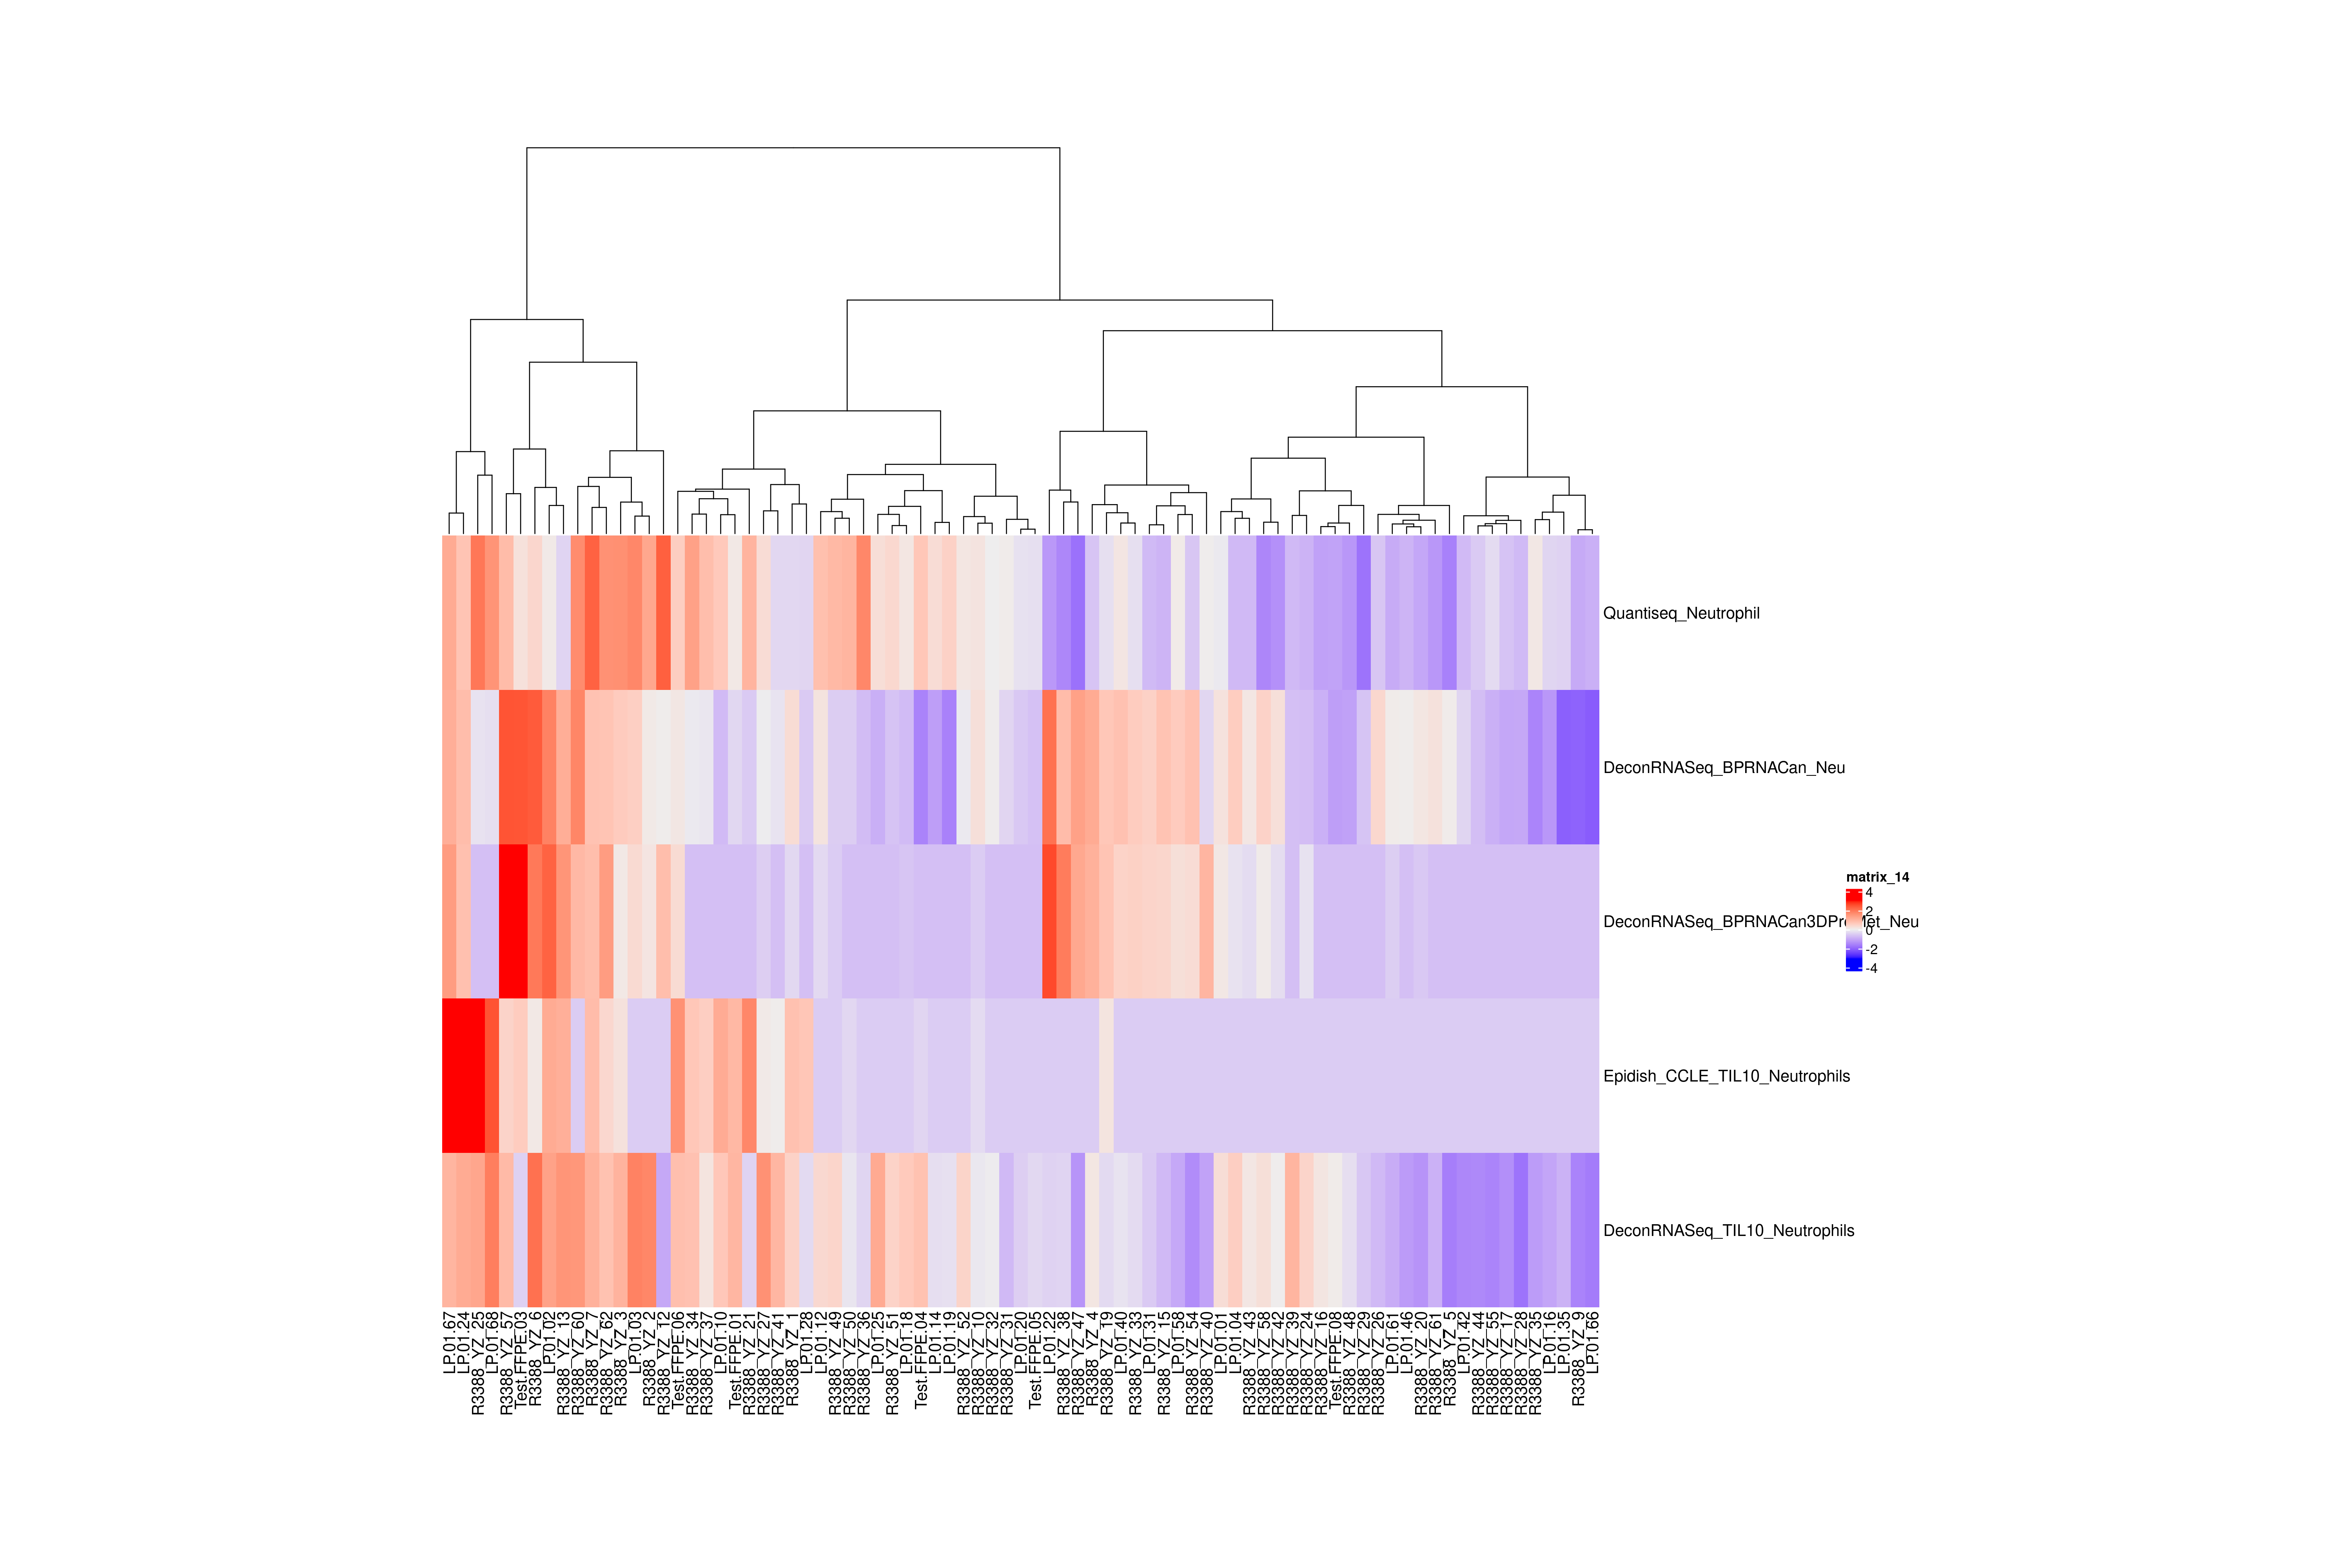 Quantiseq_Neutrophil
DeconRNASeq_BPRNACan_Neu
DeconRNASeq_BPRNACan3DProMet_Neu
Epidish_CCLE_TIL10_Neutrophils
DeconRNASeq_TIL10_Neutrophils
matrix_14
4
2
0
-2
-4
LP.01.67
LP.01.24
R3388_YZ_25
LP.01.68
R3388_YZ_57
Test.FFPE.03
R3388_YZ_6
LP.01.02
R3388_YZ_13
R3388_YZ_60
R3388_YZ_7
R3388_YZ_62
R3388_YZ_3
LP.01.03
R3388_YZ_2
R3388_YZ_12
Test.FFPE.06
R3388_YZ_34
R3388_YZ_37
LP.01.10
Test.FFPE.01
R3388_YZ_21
R3388_YZ_27
R3388_YZ_41
R3388_YZ_1
LP.01.28
LP.01.12
R3388_YZ_49
R3388_YZ_50
R3388_YZ_36
LP.01.25
R3388_YZ_51
LP.01.18
Test.FFPE.04
LP.01.14
LP.01.19
R3388_YZ_52
R3388_YZ_10
R3388_YZ_32
R3388_YZ_31
LP.01.20
Test.FFPE.05
LP.01.22
R3388_YZ_38
R3388_YZ_47
R3388_YZ_4
R3388_YZ_19
LP.01.40
R3388_YZ_33
LP.01.31
R3388_YZ_15
LP.01.58
R3388_YZ_54
R3388_YZ_40
LP.01.01
LP.01.04
R3388_YZ_43
R3388_YZ_58
R3388_YZ_42
R3388_YZ_39
R3388_YZ_24
R3388_YZ_16
Test.FFPE.08
R3388_YZ_48
R3388_YZ_29
R3388_YZ_26
LP.01.61
LP.01.46
R3388_YZ_20
R3388_YZ_61
R3388_YZ_5
LP.01.42
R3388_YZ_44
R3388_YZ_55
R3388_YZ_17
R3388_YZ_28
R3388_YZ_35
LP.01.16
LP.01.35
R3388_YZ_9
LP.01.66